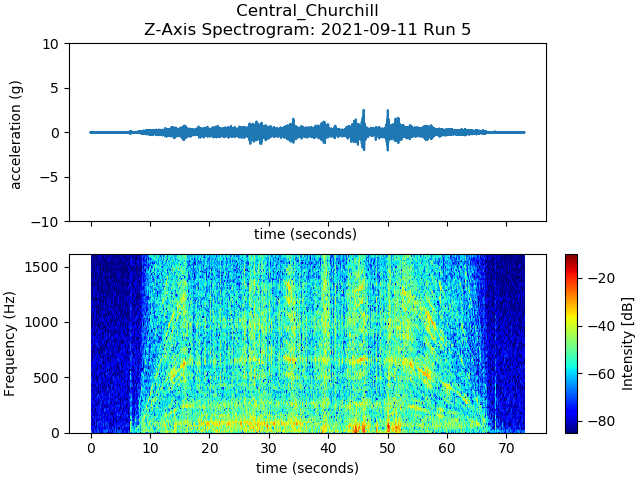 Central_Churchill
Z-Axis Spectrogram: 2021-09-11 Run 5
10
5
0
−5
−10
acceleration (g)
time (seconds)
1500
1000
500
0
Frequency (Hz)
0 10 20 30 40 50 60 70
time (seconds)
−20
−40
−60
−80
Intensity [dB]